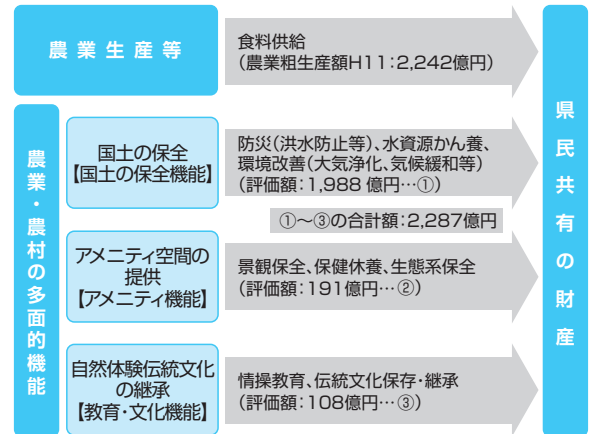 農業生産等
食料供給
(農業粗生産額H11:2,242億円)
農業・農村の多面的機能
国土の保全
【国土の保全機能】
防災(洪水防止等)、水資源かん養、
環境改善(大気浄化、気候緩和等)
(評価額:1,988 億円…①)
①〜③の合計額:2,287億円
アメニティ空間の
提供
【アメニティ機能】
景観保全、保健休養、生態系保全
(評価額:191億円…②)
自然体験伝統文化
の継承
【教育・文化機能】
情操教育、伝統文化保存・継承
(評価額:108億円…③)
県民共有の財産